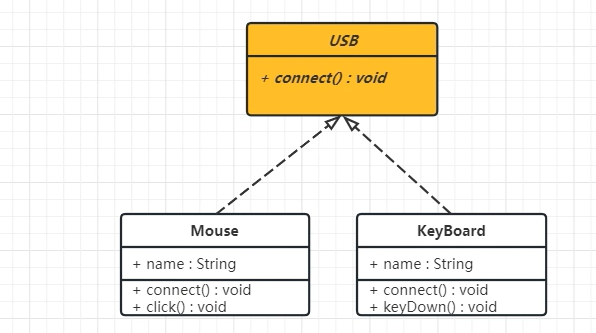 USB
+ connect() : void
Mouse
+ name : String
+ connect() : void
+ click() : void
KeyBoard
+ name : String
+ connect() : void
+ keyDown() : void